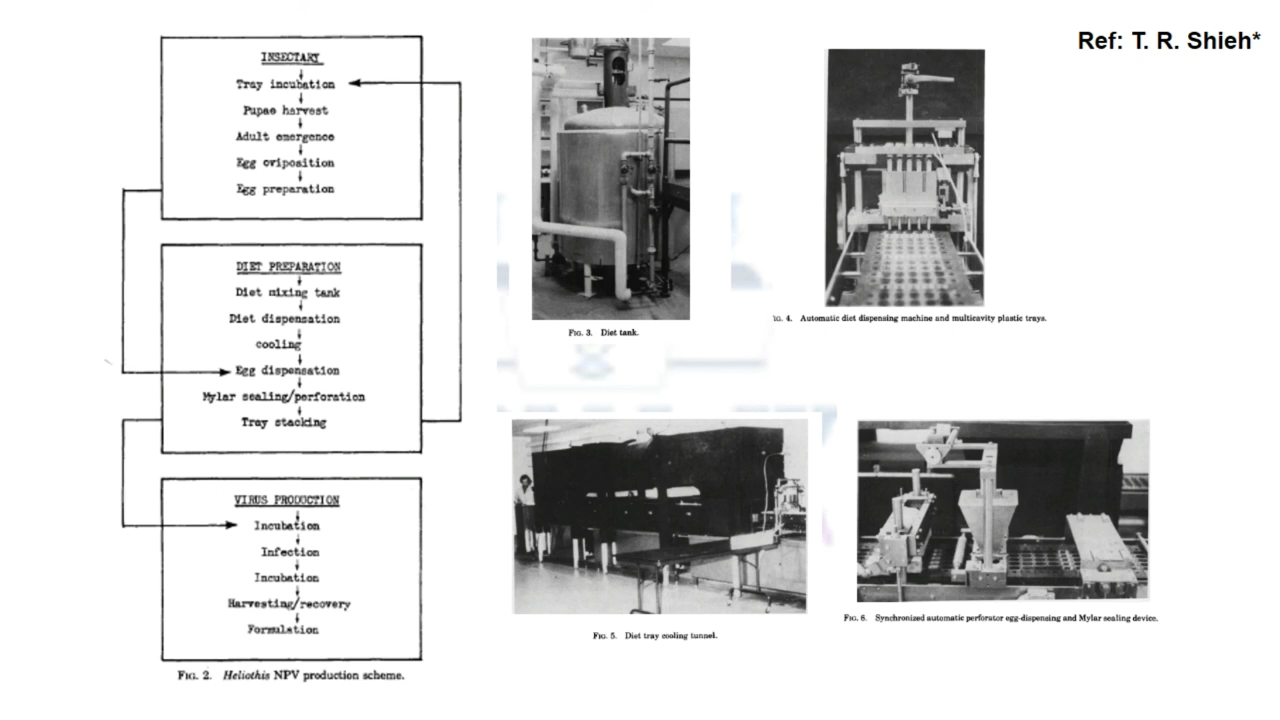 Ref: T. R. Shieh*
INSECTARY
Tray incubation
Pupae harvest
Adult emergence
Egg oviposition
Egg preparation
DIET PREPARATION
Diet mixing tank
Diet dispensation
cooling
Egg dispensation
Mylar sealing/perforation
Tray stacking
VIRUS PRODUCTION
Incubation
Infection
Incubation
Harvesting/recovery
Formulation
FIG. 2. Heliothis NPV production scheme.
FIG. 3. Diet tank.
IG. 4. Automatic diet dispensing machine and multicavity plastic trays.
FIG. 5. Diet tray cooling tunnel.
FIG. 6. Synchronized automatic perforator egg-dispensing and Mylar sealing device.